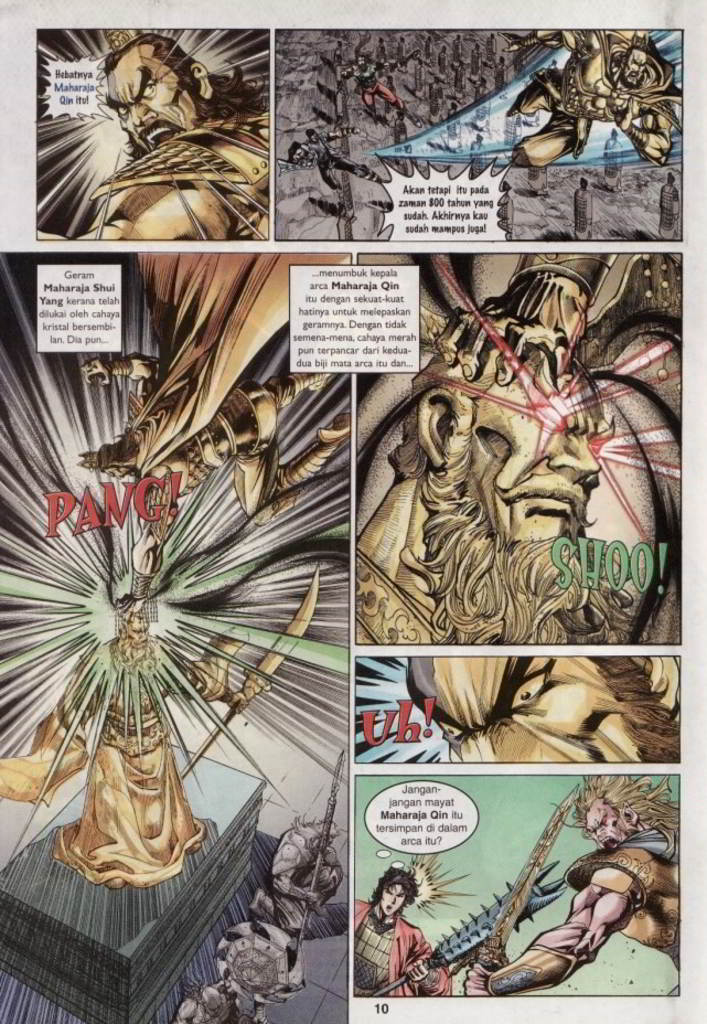 Hebatnya
Maharaja
Qin itu!
Akan tetapi itu pada
zaman 800 tahun yang
sudah. Akhirnya kau
sudah mampus juga!
Geram
Maharaja Shui
Yang kerana telah
dilukai oleh cahaya
kristal bersembi-
lan. Dia pun...
...menumbuk kepala
arca Maharaja Qin
itu dengan sekuat-kuat
hatinya untuk melepaskan
geramnya. Dengan tidak
semena-mena, cahaya merah
pun terpancar dari kedua-
dua biji mata arca itu dan...
PANG!
SHOO!
Uh!
Jangan-
jangan mayat
Maharaja Qin itu
tersimpan di dalam
arca itu?
10